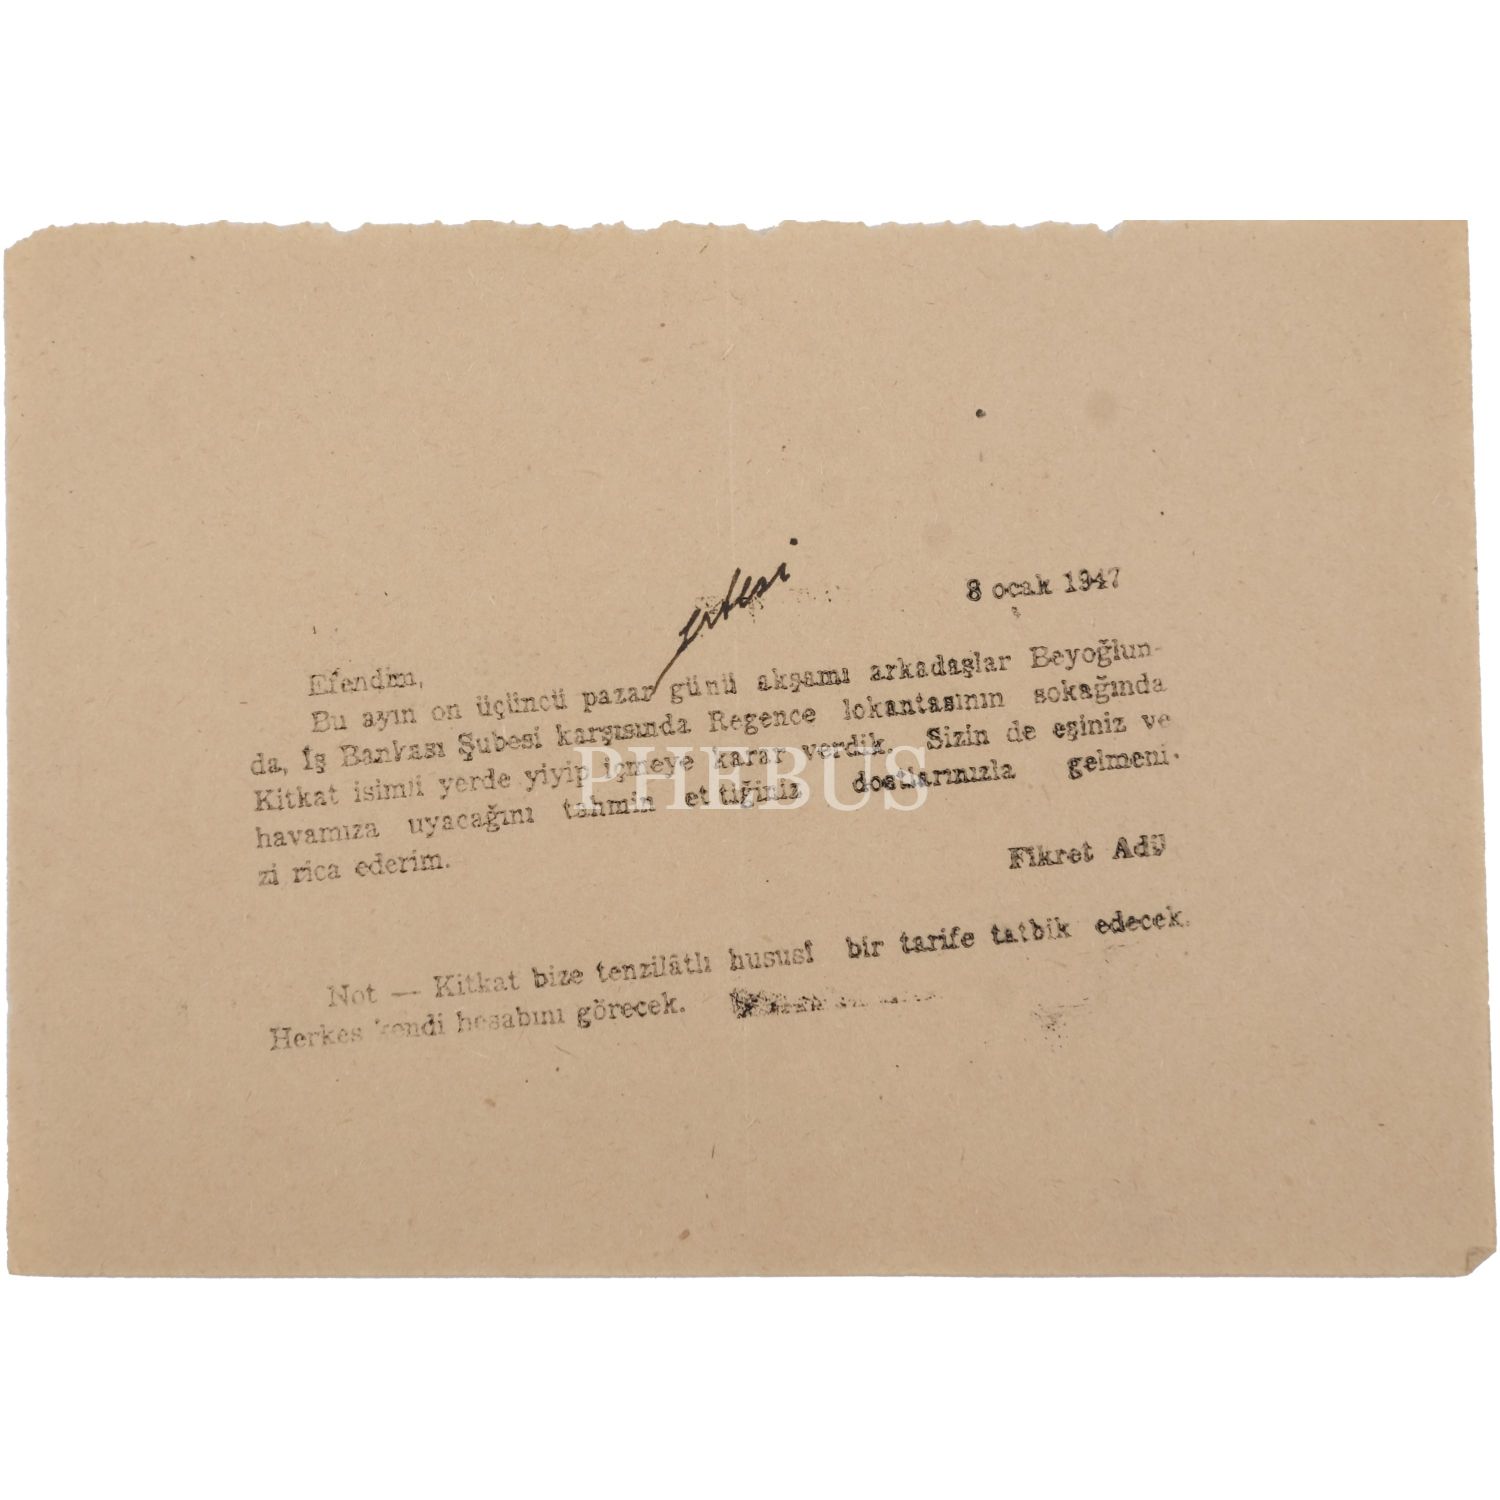 ertesi
8 ocak 1947
Efendim,
Bu ayın on üçüncü pazar günü akşamı arkadaşlar Beyoğlun-
da, İş Bankası Şubesi karşısında Regence lokantasının sokağında
Kitkat isimli yerde yiyip içmeye karar verdik. Sizin de eşiniz ve
havamıza uyacağını tahmin ettiğiniz dostlarınızla gelmeni-
zi rica ederim.
Fikret Adil
Not — Kitkat bize tenzilâtlı hususî bir tarife tatbik edecek.
Herkes kendi hesabını görecek.
PHEBUS